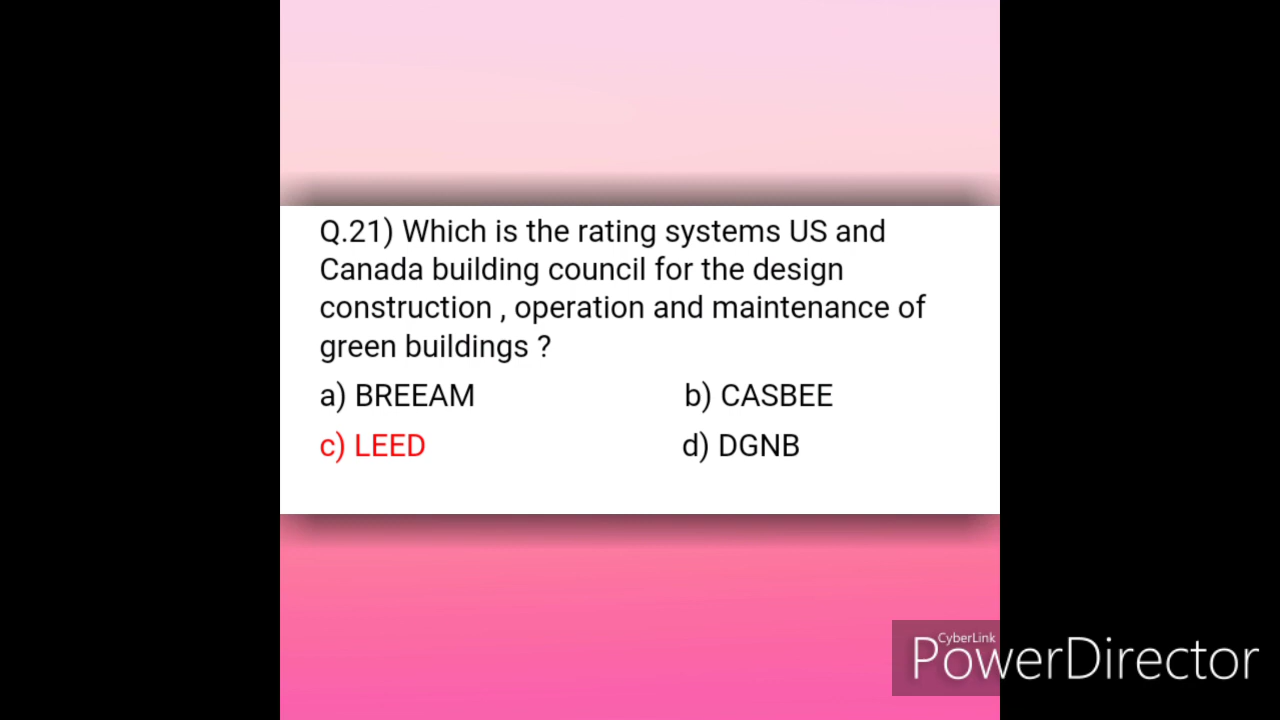 Q.21) Which is the rating systems US and
Canada building council for the design
construction , operation and maintenance of
green buildings ?
a) BREEAM b) CASBEE
c) LEED d) DGNB
CyberLink
PowerDirector